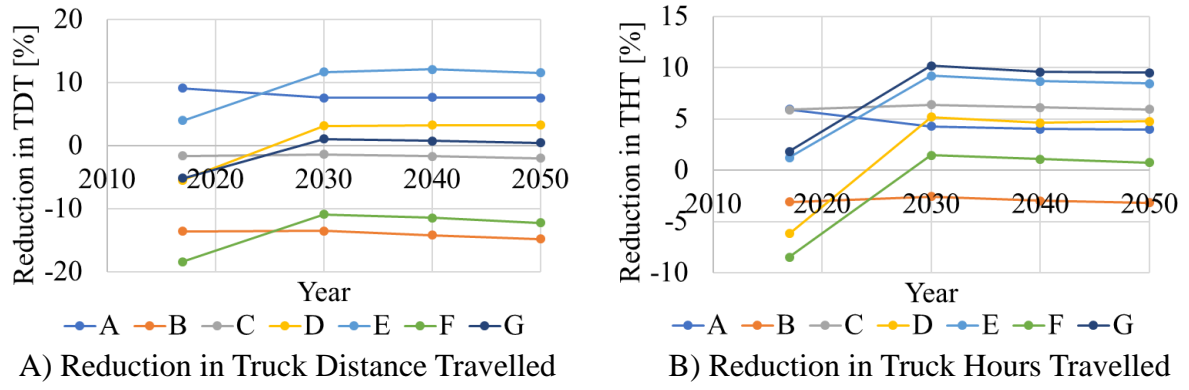 Reduction in TDT [%]
20
10
0
-10
-20
2010 2020 2030 2040 2050
Year
A B C D E F G
A) Reduction in Truck Distance Travelled
Reduction in THT [%]
15
10
5
0
-5
-10
2010 2020 2030 2040 2050
Year
A B C D E F G
B) Reduction in Truck Hours Travelled